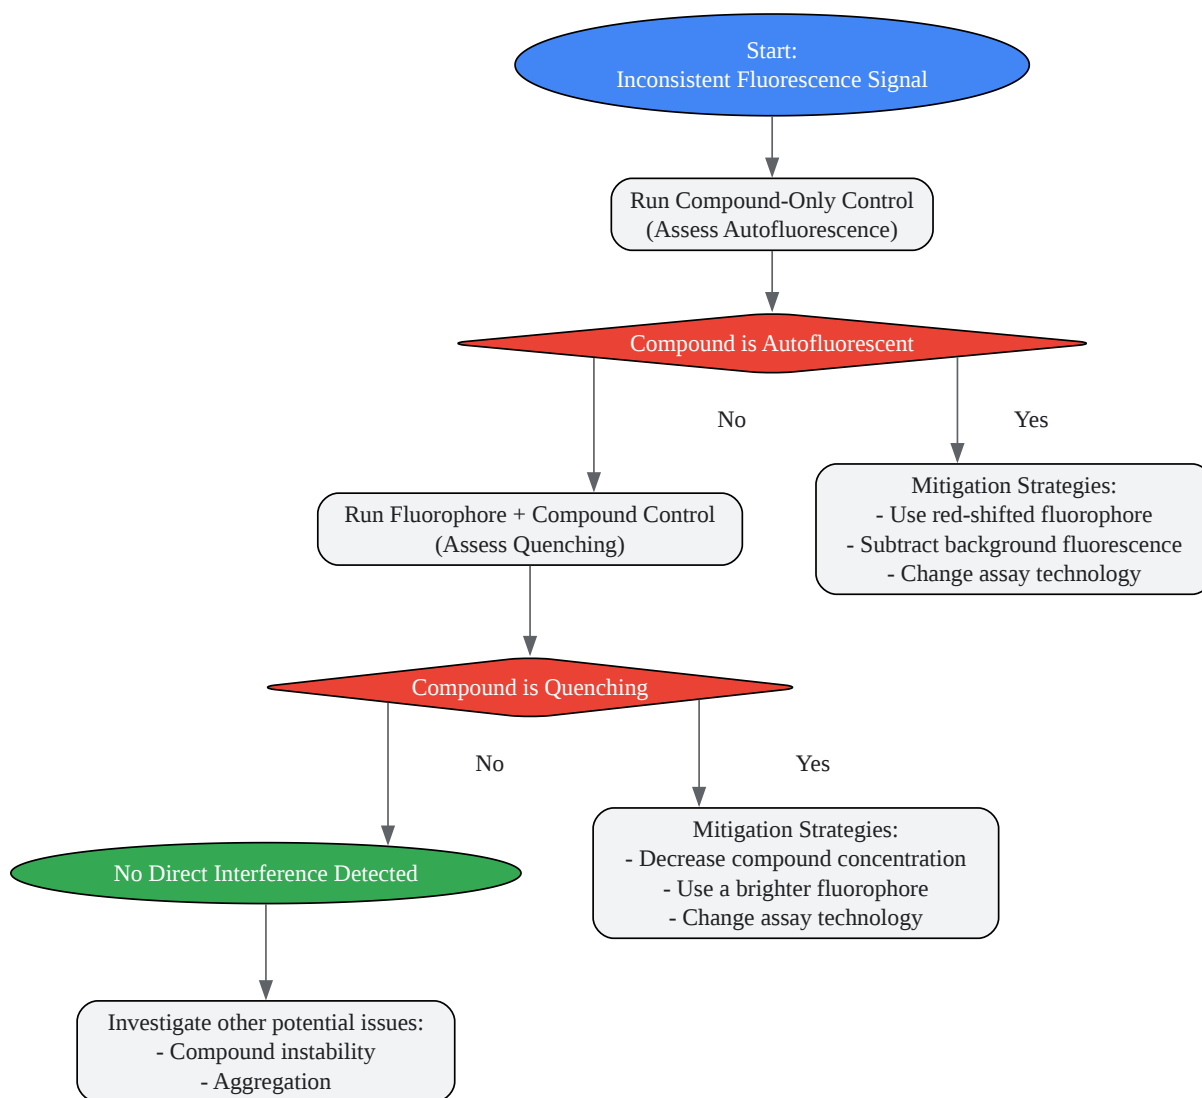 Start:
Inconsistent Fluorescence Signal
Run Compound-Only Control
(Assess Autofluorescence)
Compound is Autofluorescent
No
Yes
Mitigation Strategies:
- Use red-shifted fluorophore
- Subtract background fluorescence
- Change assay technology
Run Fluorophore + Compound Control
(Assess Quenching)
Compound is Quenching
No
Yes
Mitigation Strategies:
- Decrease compound concentration
- Use a brighter fluorophore
- Change assay technology
No Direct Interference Detected
Investigate other potential issues:
- Compound instability
- Aggregation